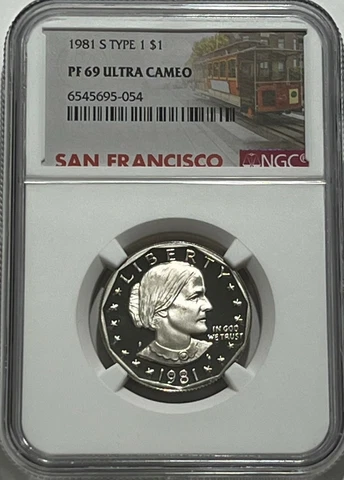 1981 S TYPE 1 $1
PF 69 ULTRA CAMEO
6545695-054
SAN FRANCISCO NGC
LIBERTY
IN GOD
WE TRUST
1981